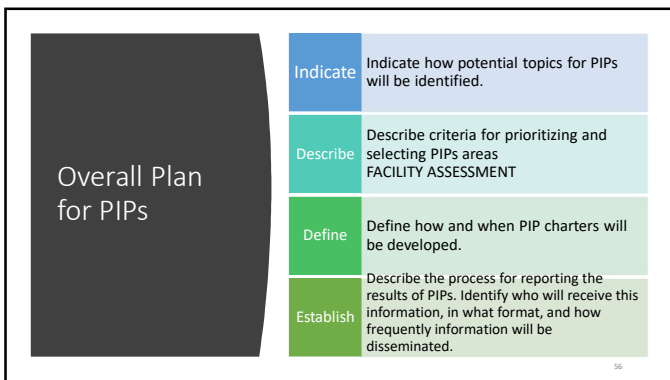 Overall Plan
for PIPs
Indicate
Indicate how potential topics for PIPs
will be identified.
Describe
Describe criteria for prioritizing and
selecting PIPs areas
FACILITY ASSESSMENT
Define
Define how and when PIP charters will
be developed.
Establish
Describe the process for reporting the
results of PIPs. Identify who will receive this
information, in what format, and how
frequently information will be
disseminated.
56